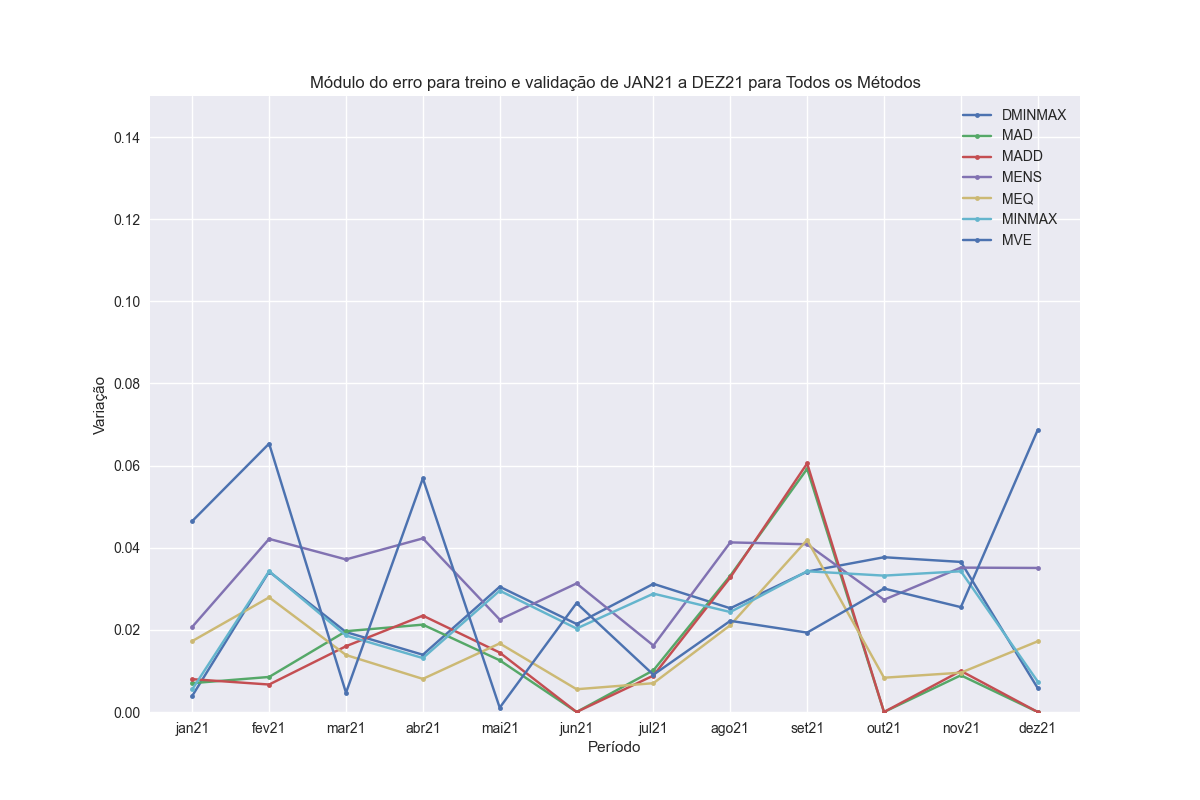 Módulo do erro para treino e validação de JAN21 a DEZ21 para Todos os Métodos
DMINMAX
MAD
MADD
MENS
MEQ
MINMAX
MVE
0.14
0.12
0.10
0.08
0.06
0.04
0.02
0.00
Variação
jan21 fev21 mar21 abr21 mai21 jun21 jul21 ago21 set21 out21 nov21 dez21
Período